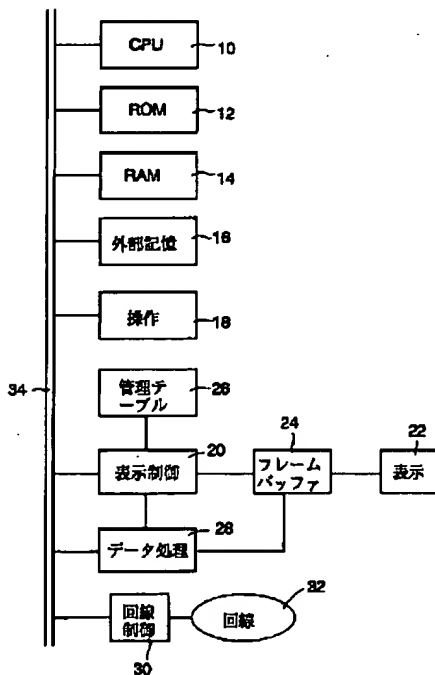 CPU
10
ROM
12
RAM
14
外部記憶
16
操作
18
34
管理テ
ーブル
26
20
表示制御
24
フレーム
バッファ
22
表示
28
データ処理
回線
制御
30
32
回線